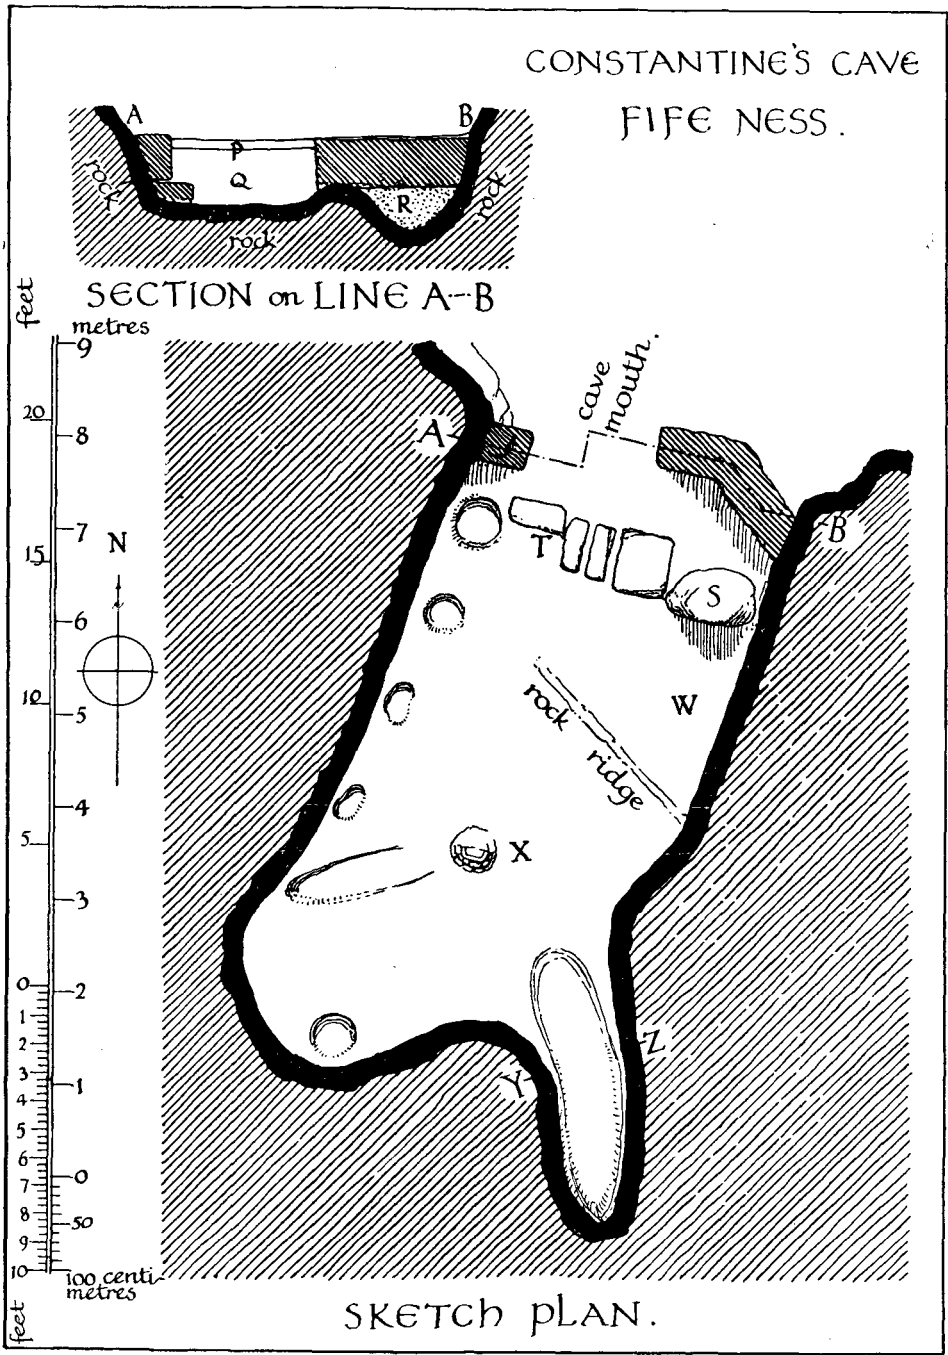 CONSTANTINE'S CAVE
FIFE NESS.
A
B
P
Q
R
rock
rock
rock
SECTION on LINE A--B
feet
metres
9
8
7
6
5
4
3
2
1
0
50
100 centi-
metres
20
15
10
5
0
1
2
3
4
5
6
7
8
9
10
feet
N
cave
mouth.
A
B
T
S
W
rock
ridge
X
Y
Z
SKETCH PLAN.